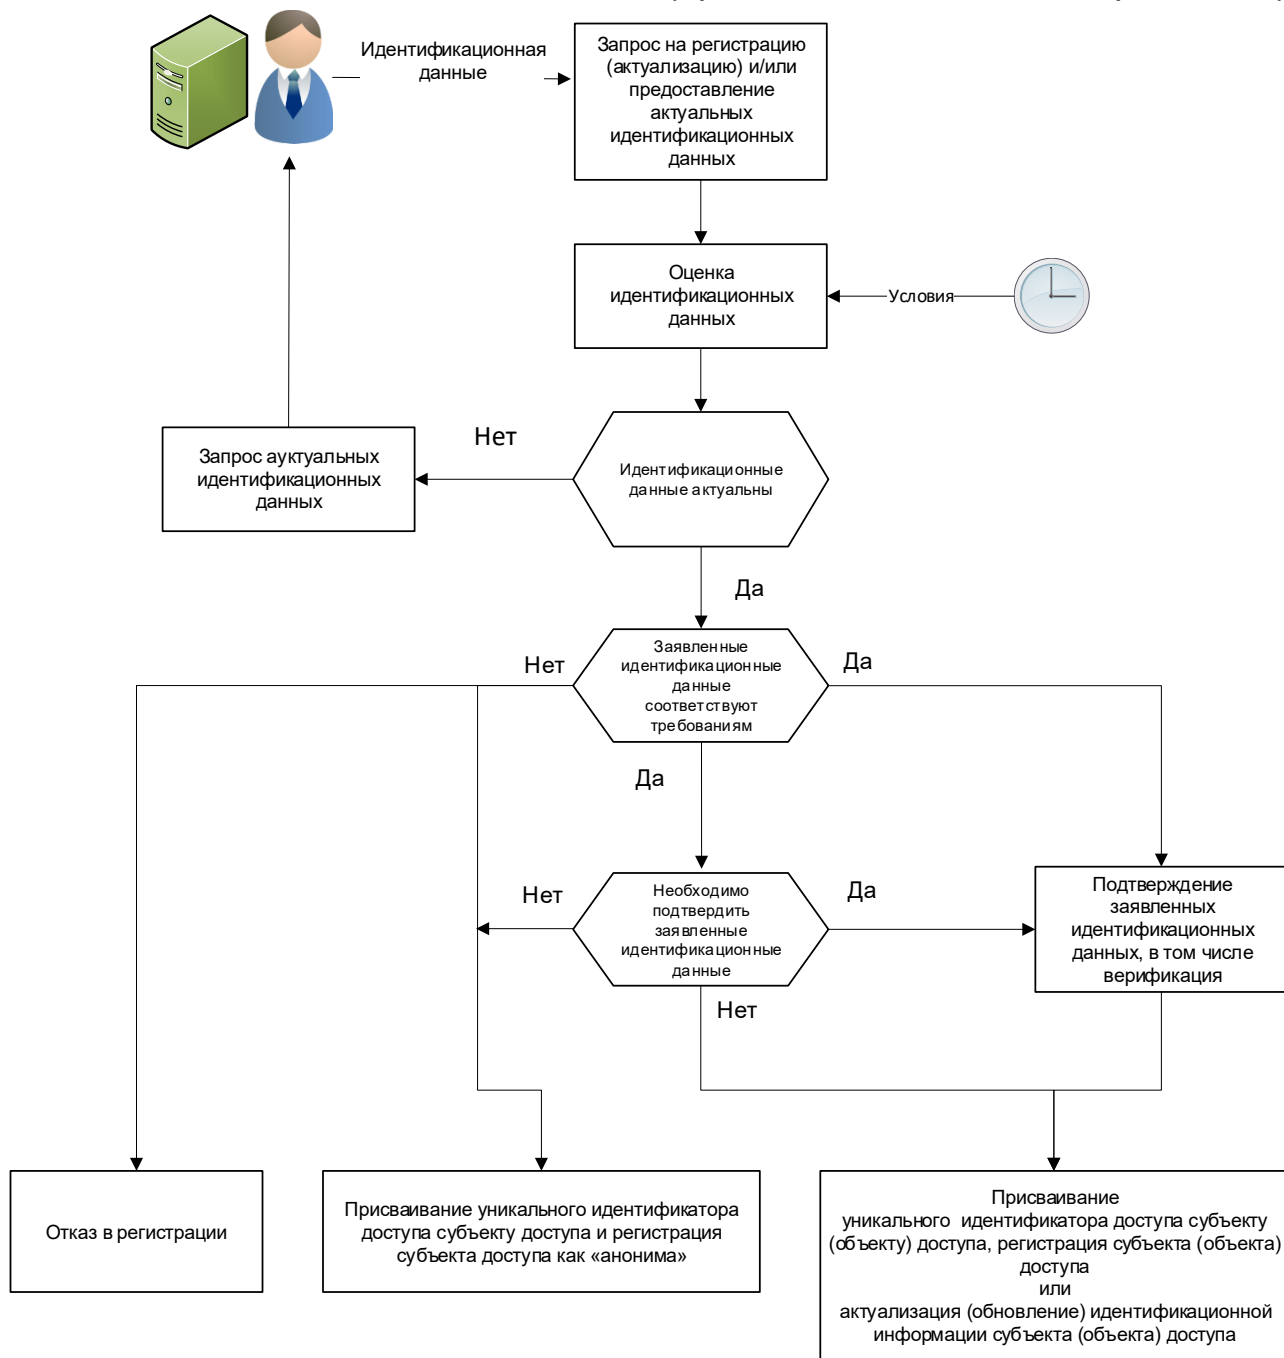 Идентификационная
данные
Запрос на регистрацию
(актуализацию) и/или
предоставление
актуальных
идентификационных
данных
Оценка
идентификационных
данных
Условия
Нет
Запрос ауктуальных
идентификационных
данных
Идентификационные
данные актуальны
Да
Нет
Заявленные
идентификационные
данные
соответствуют
требованиям
Да
Да
Нет
Необходимо
подтвердить
заявленные
идентификационные
данные
Да
Подтверждение
заявленных
идентификационных
данных, в том числе
верификация
Нет
Отказ в регистрации
Присваивание уникального идентификатора
доступа субъекту доступа и регистрация
субъекта доступа как «анонима»
Присваивание
уникального идентификатора доступа субъекту
(объекту) доступа, регистрация субъекта (объекта)
доступа
или
актуализация (обновление) идентификационной
информации субъекта (объекта) доступа